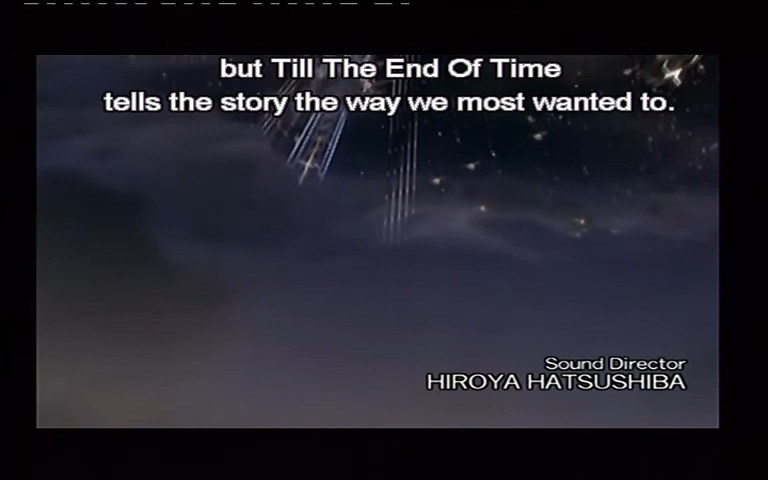 but Till The End Of Time
tells the story the way we most wanted to.
Sound Director
HIROYA HATSUSHIBA